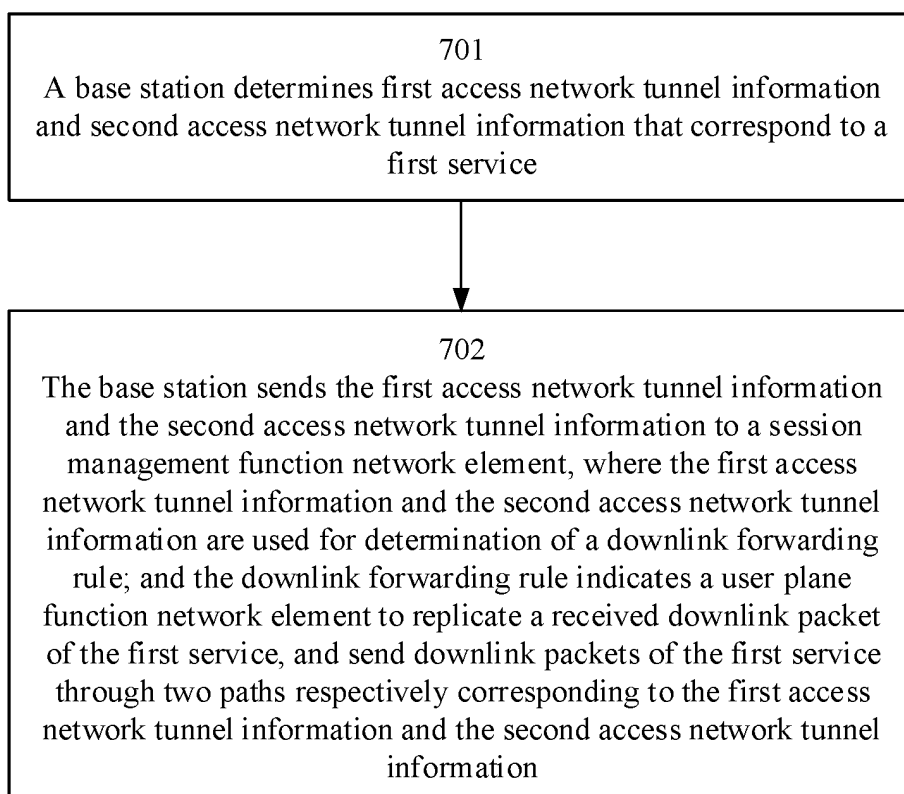 701
A base station determines first access network tunnel information
and second access network tunnel information that correspond to a
first service
702
The base station sends the first access network tunnel information
and the second access network tunnel information to a session
management function network element, where the first access
network tunnel information and the second access network tunnel
information are used for determination of a downlink forwarding
rule; and the downlink forwarding rule indicates a user plane
function network element to replicate a received downlink packet
of the first service, and send downlink packets of the first service
through two paths respectively corresponding to the first access
network tunnel information and the second access network tunnel
information